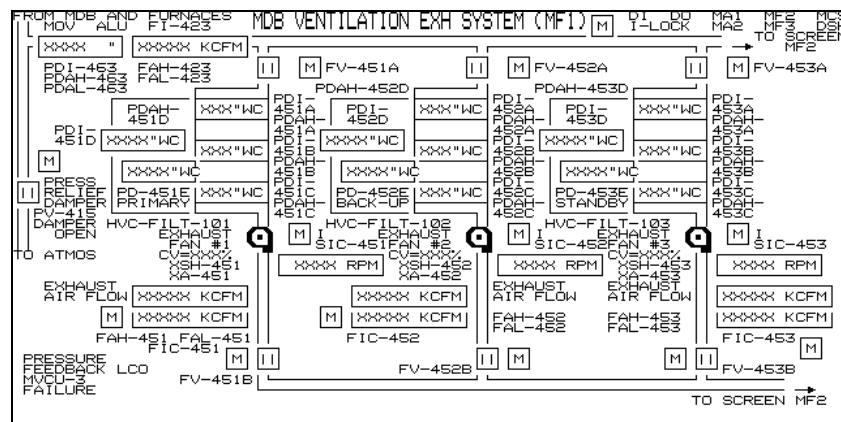 FROM MDB AND FURNACES MDB VENTILATION EXH SYSTEM (MF1) M DI DO MA1 MF2 MCS
MOV ALU FI-423 I-LOCK MA2 MF3
TO SCREEN
MF2
XXXX " XXXXX KCFM
PDI-463 FAH-423 M FV-451A M FV-452A M FV-453A
PDAH-463 FAL-423
PDAL-463
PDAH-452D PDAH-453D
PDAH-451D XXX"WC PDI-451A PDI-452D XXX"WC PDI-452A PDI-453D XXX"WC PDI-453A
PDAH-451A PDAH-452A PDAH-453A
PDI-451D XXXX"WC XXX"WC PDI-451B XXXX"WC XXX"WC PDI-452B XXXX"WC XXX"WC PDI-453B
PDAH-451B PDAH-452B PDAH-453B
M XXXX"WC XXXX"WC XXXX"WC
PRESS RELIEF DAMPER PD-451E PRIMARY XXX"WC PDI-451C PD-452E BACK-UP XXX"WC PDI-452C PD-453E STANDBY XXX"WC PDI-453C
PDAH-451C PDAH-452C PDAH-453C
PV-415
DAMPER OPEN
HVC-FILT-101 HVC-FILT-102 HVC-FILT-103
EXHAUST FAN #1 M I SIC-451 EXHAUST FAN #2 M I SIC-452 EXHAUST FAN #3 M I SIC-453
TO ATMOS CV=XXX% CV=XXX% CV=XXX%
XSH-451 XXXX RPM XSH-452 XXXX RPM XSH-453 XXXX RPM
XA-451 XA-452 XA-453
EXHAUST AIR FLOW XXXXX KCFM XXXXX KCFM EXHAUST AIR FLOW EXHAUST AIR FLOW XXXXX KCFM
M XXXXX KCFM M XXXXX KCFM FAH-452 FAH-453 XXXXX KCFM
FAH-451 FAL-451 FIC-452 FAL-452 FAL-453 FIC-453
FIC-451 M M M M
PRESSURE
FEEDBACK LCO
MVCU-3 FV-451B FV-452B FV-453B
FAILURE
TO SCREEN MF2